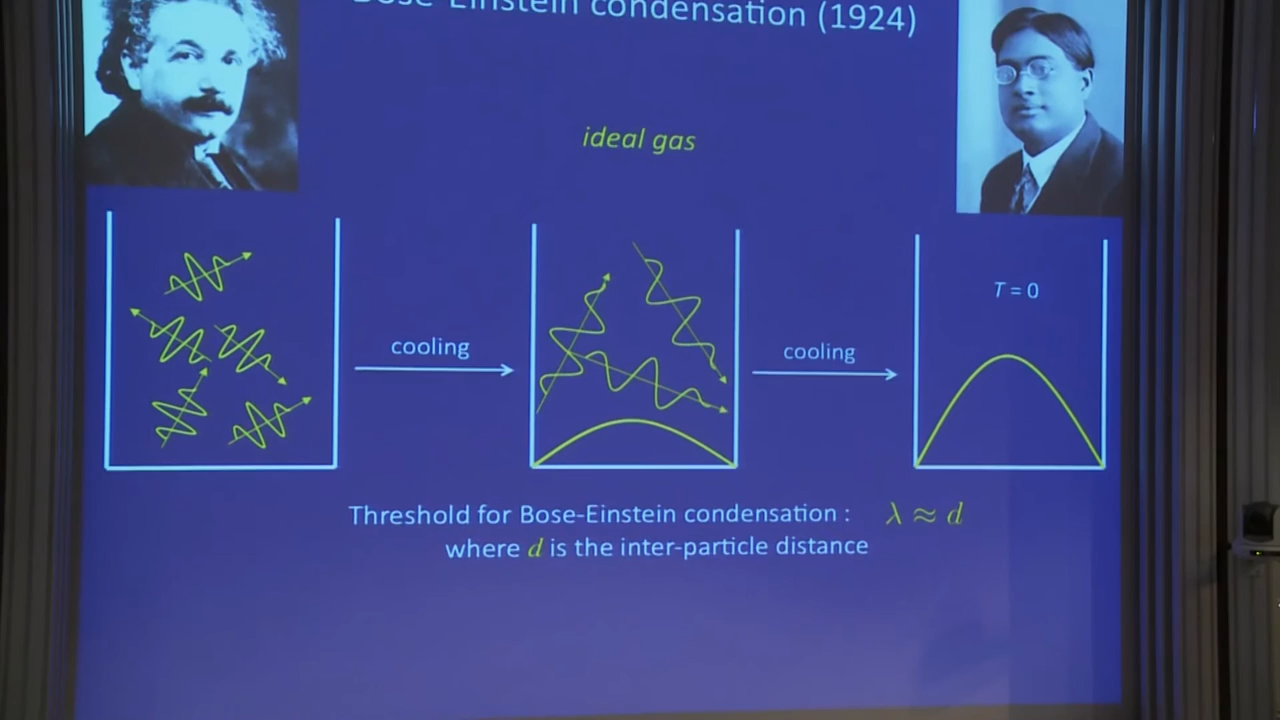 Bose-Einstein condensation (1924)
ideal gas
cooling
cooling
T = 0
Threshold for Bose-Einstein condensation : λ ≈ d
where d is the inter-particle distance